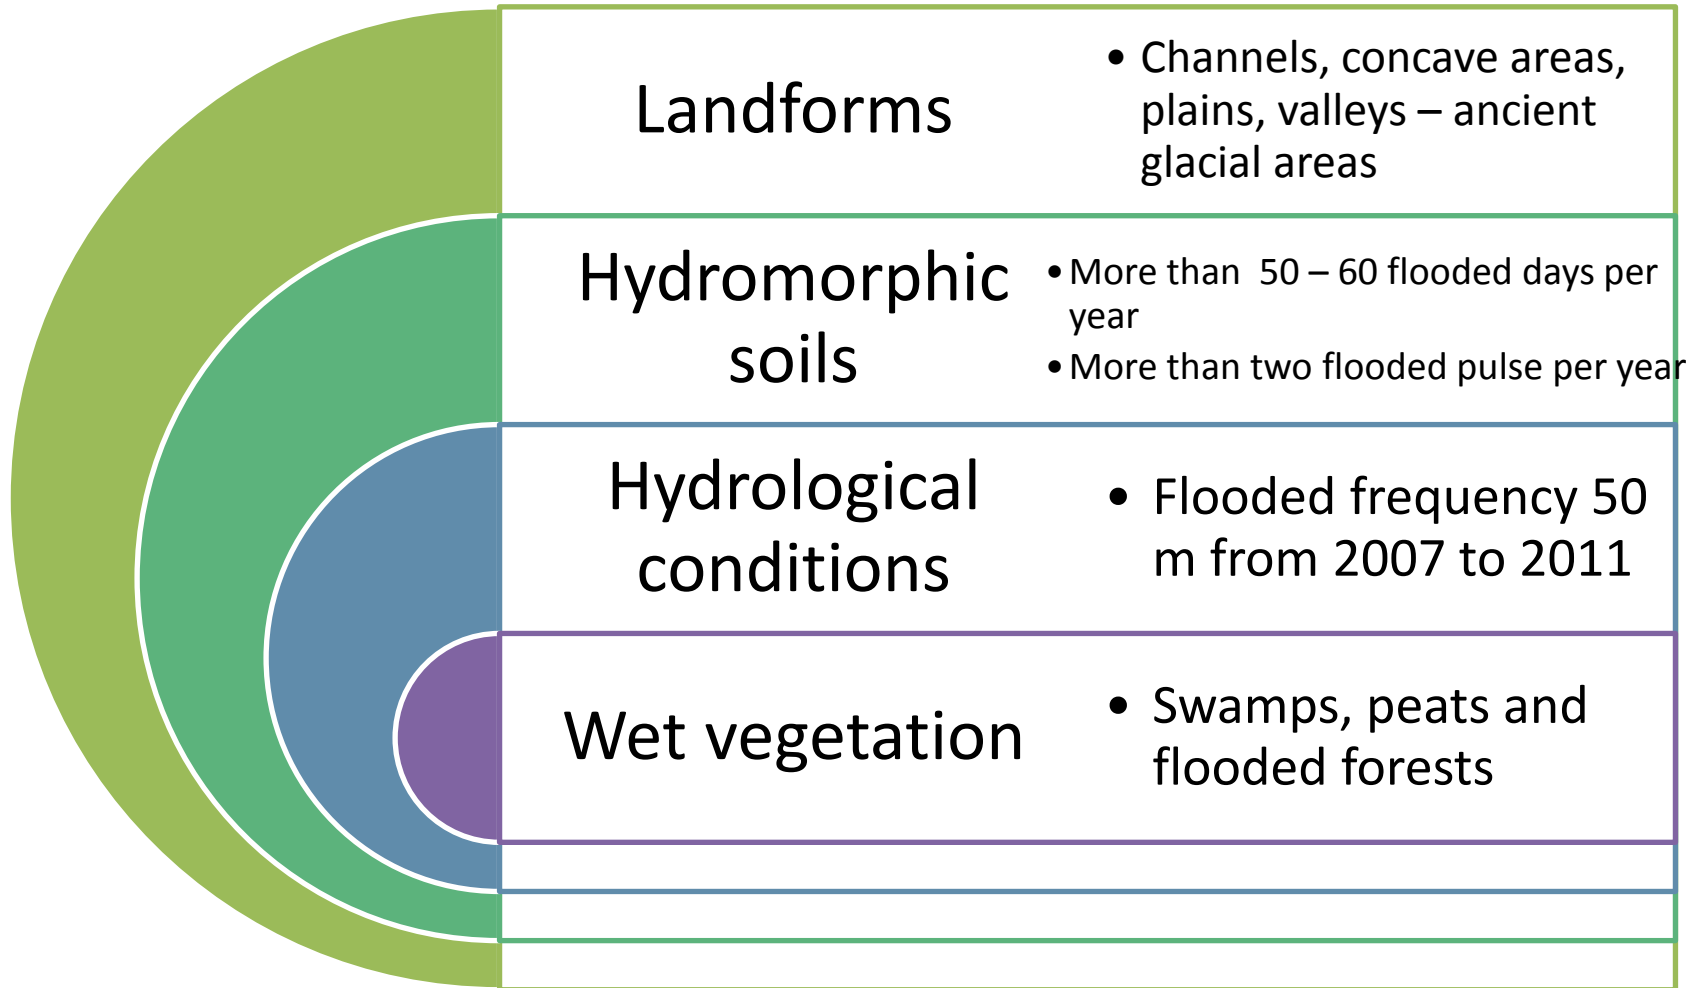 Landforms
• Channels, concave areas,
plains, valleys – ancient
glacial areas
Hydromorphic
soils
• More than 50 – 60 flooded days per
year
• More than two flooded pulse per year
Hydrological
conditions
• Flooded frequency 50
m from 2007 to 2011
Wet vegetation
• Swamps, peats and
flooded forests